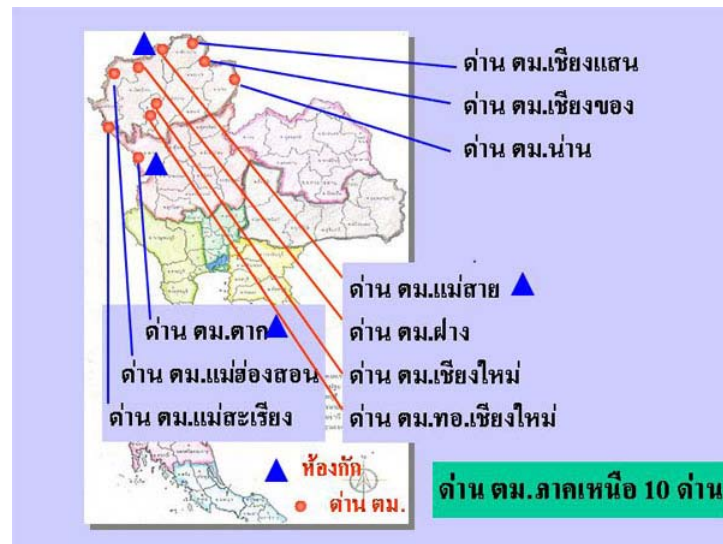 ด่าน ตม.เชียงแสน
ด่าน ตม.เชียงของ
ด่าน ตม.น่าน
ด่าน ตม.แม่สาย
ด่าน ตม.ฝาง
ด่าน ตม.เชียงใหม่
ด่าน ตม.ทอ.เชียงใหม่
ด่าน ตม.ตาก
ด่าน ตม.แม่ฮ่องสอน
ด่าน ตม.แม่สะเรียง
ห้องกัก
ด่าน ตม.
ด่าน ตม.ภาคเหนือ 10 ด่าน